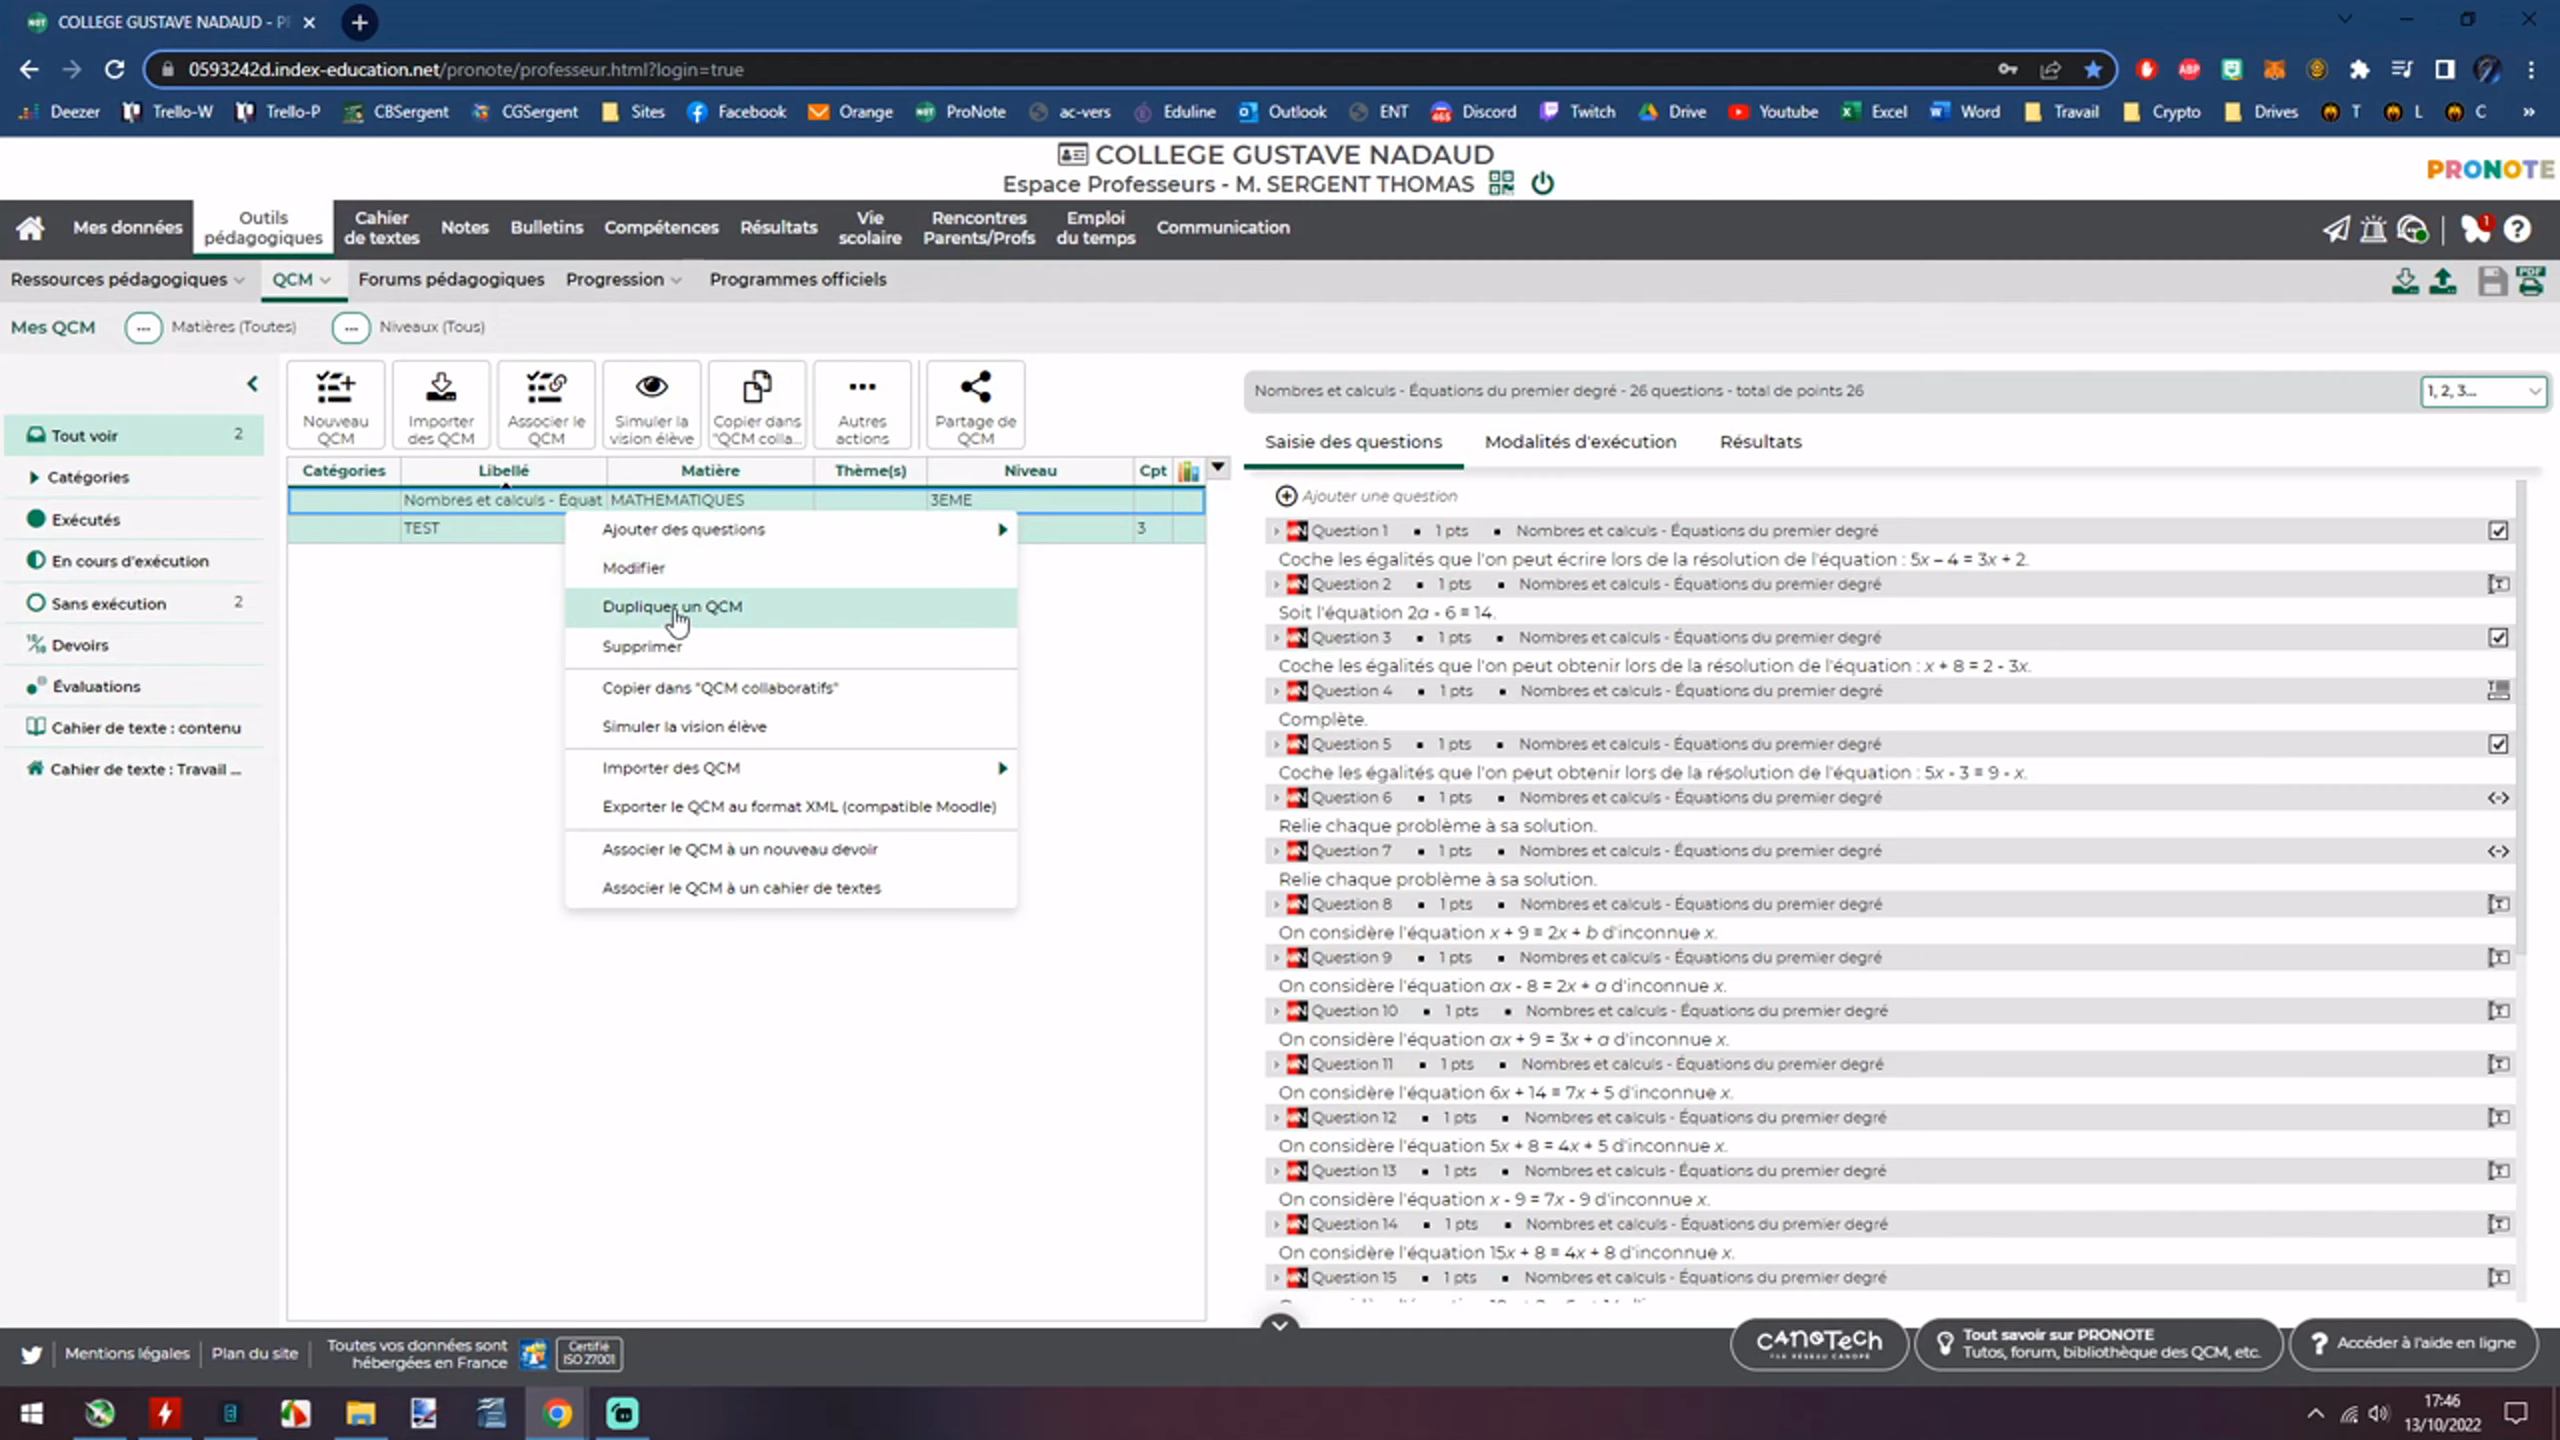 COLLEGE GUSTAVE NADAUD - P
0593242d.index-education.net/pronote/professeur.html?login=true
Deezer Trello-W Trello-P CBSergent CGSergent Sites Facebook Orange ProNote ac-vers Eduline Outlook ENT Discord Twitch Drive Youtube Excel Word Travail Crypto Drives T L C »
COLLEGE GUSTAVE NADAUD
Espace Professeurs - M. SERGENT THOMAS
PRONOTE
Mes données
Outils pédagogiques
Cahier de textes
Notes
Bulletins
Compétences
Résultats
Vie scolaire
Rencontres Parents/Profs
Emploi du temps
Communication
1
?
Ressources pédagogiques QCM Forums pédagogiques Progression Programmes officiels
PDF
Mes QCM ... Matières (Toutes) ... Niveaux (Tous)
Tout voir 2
Catégories
Exécutés
En cours d'exécution
Sans exécution 2
Devoirs
Évaluations
Cahier de texte : contenu
Cahier de texte : Travail ...
Nouveau QCM
Importer des QCM
Associer le QCM
Simuler la vision élève
Copier dans "QCM colla...
Autres actions
Partage de QCM
Catégories Libellé Matière Thème(s) Niveau Cpt
Nombres et calculs - Équat MATHEMATIQUES 3EME
TEST 3
Ajouter des questions
Modifier
Dupliquer un QCM
Supprimer
Copier dans "QCM collaboratifs"
Simuler la vision élève
Importer des QCM
Exporter le QCM au format XML (compatible Moodle)
Associer le QCM à un nouveau devoir
Associer le QCM à un cahier de textes
Nombres et calculs - Équations du premier degré - 26 questions - total de points 26
1, 2, 3...
Saisie des questions Modalités d'exécution Résultats
Ajouter une question
Question 1 ▪ 1 pts ▪ Nombres et calculs - Équations du premier degré
Coche les égalités que l'on peut écrire lors de la résolution de l'équation : 5x – 4 = 3x + 2.
Question 2 ▪ 1 pts ▪ Nombres et calculs - Équations du premier degré
Soit l'équation 2a - 6 = 14.
Question 3 ▪ 1 pts ▪ Nombres et calculs - Équations du premier degré
Coche les égalités que l'on peut obtenir lors de la résolution de l'équation : x + 8 = 2 - 3x.
Question 4 ▪ 1 pts ▪ Nombres et calculs - Équations du premier degré
Complète.
Question 5 ▪ 1 pts ▪ Nombres et calculs - Équations du premier degré
Coche les égalités que l'on peut obtenir lors de la résolution de l'équation : 5x - 3 = 9 - x.
Question 6 ▪ 1 pts ▪ Nombres et calculs - Équations du premier degré
Relie chaque problème à sa solution.
Question 7 ▪ 1 pts ▪ Nombres et calculs - Équations du premier degré
Relie chaque problème à sa solution.
Question 8 ▪ 1 pts ▪ Nombres et calculs - Équations du premier degré
On considère l'équation x + 9 = 2x + b d'inconnue x.
Question 9 ▪ 1 pts ▪ Nombres et calculs - Équations du premier degré
On considère l'équation ax - 8 = 2x + a d'inconnue x.
Question 10 ▪ 1 pts ▪ Nombres et calculs - Équations du premier degré
On considère l'équation ax + 9 = 3x + a d'inconnue x.
Question 11 ▪ 1 pts ▪ Nombres et calculs - Équations du premier degré
On considère l'équation 6x + 14 = 7x + 5 d'inconnue x.
Question 12 ▪ 1 pts ▪ Nombres et calculs - Équations du premier degré
On considère l'équation 5x + 8 = 4x + 5 d'inconnue x.
Question 13 ▪ 1 pts ▪ Nombres et calculs - Équations du premier degré
On considère l'équation x - 9 = 7x - 9 d'inconnue x.
Question 14 ▪ 1 pts ▪ Nombres et calculs - Équations du premier degré
On considère l'équation 15x + 8 = 4x + 8 d'inconnue x.
Question 15 ▪ 1 pts ▪ Nombres et calculs - Équations du premier degré
Mentions légales Plan du site
Toutes vos données sont hébergées en France
Certifié ISO 27001
CANOTECH
PAR RÉSEAU CANOPÉ
Tout savoir sur PRONOTE
Tutos, forum, bibliothèque des QCM, etc.
? Accéder à l'aide en ligne
17:46
13/10/2022